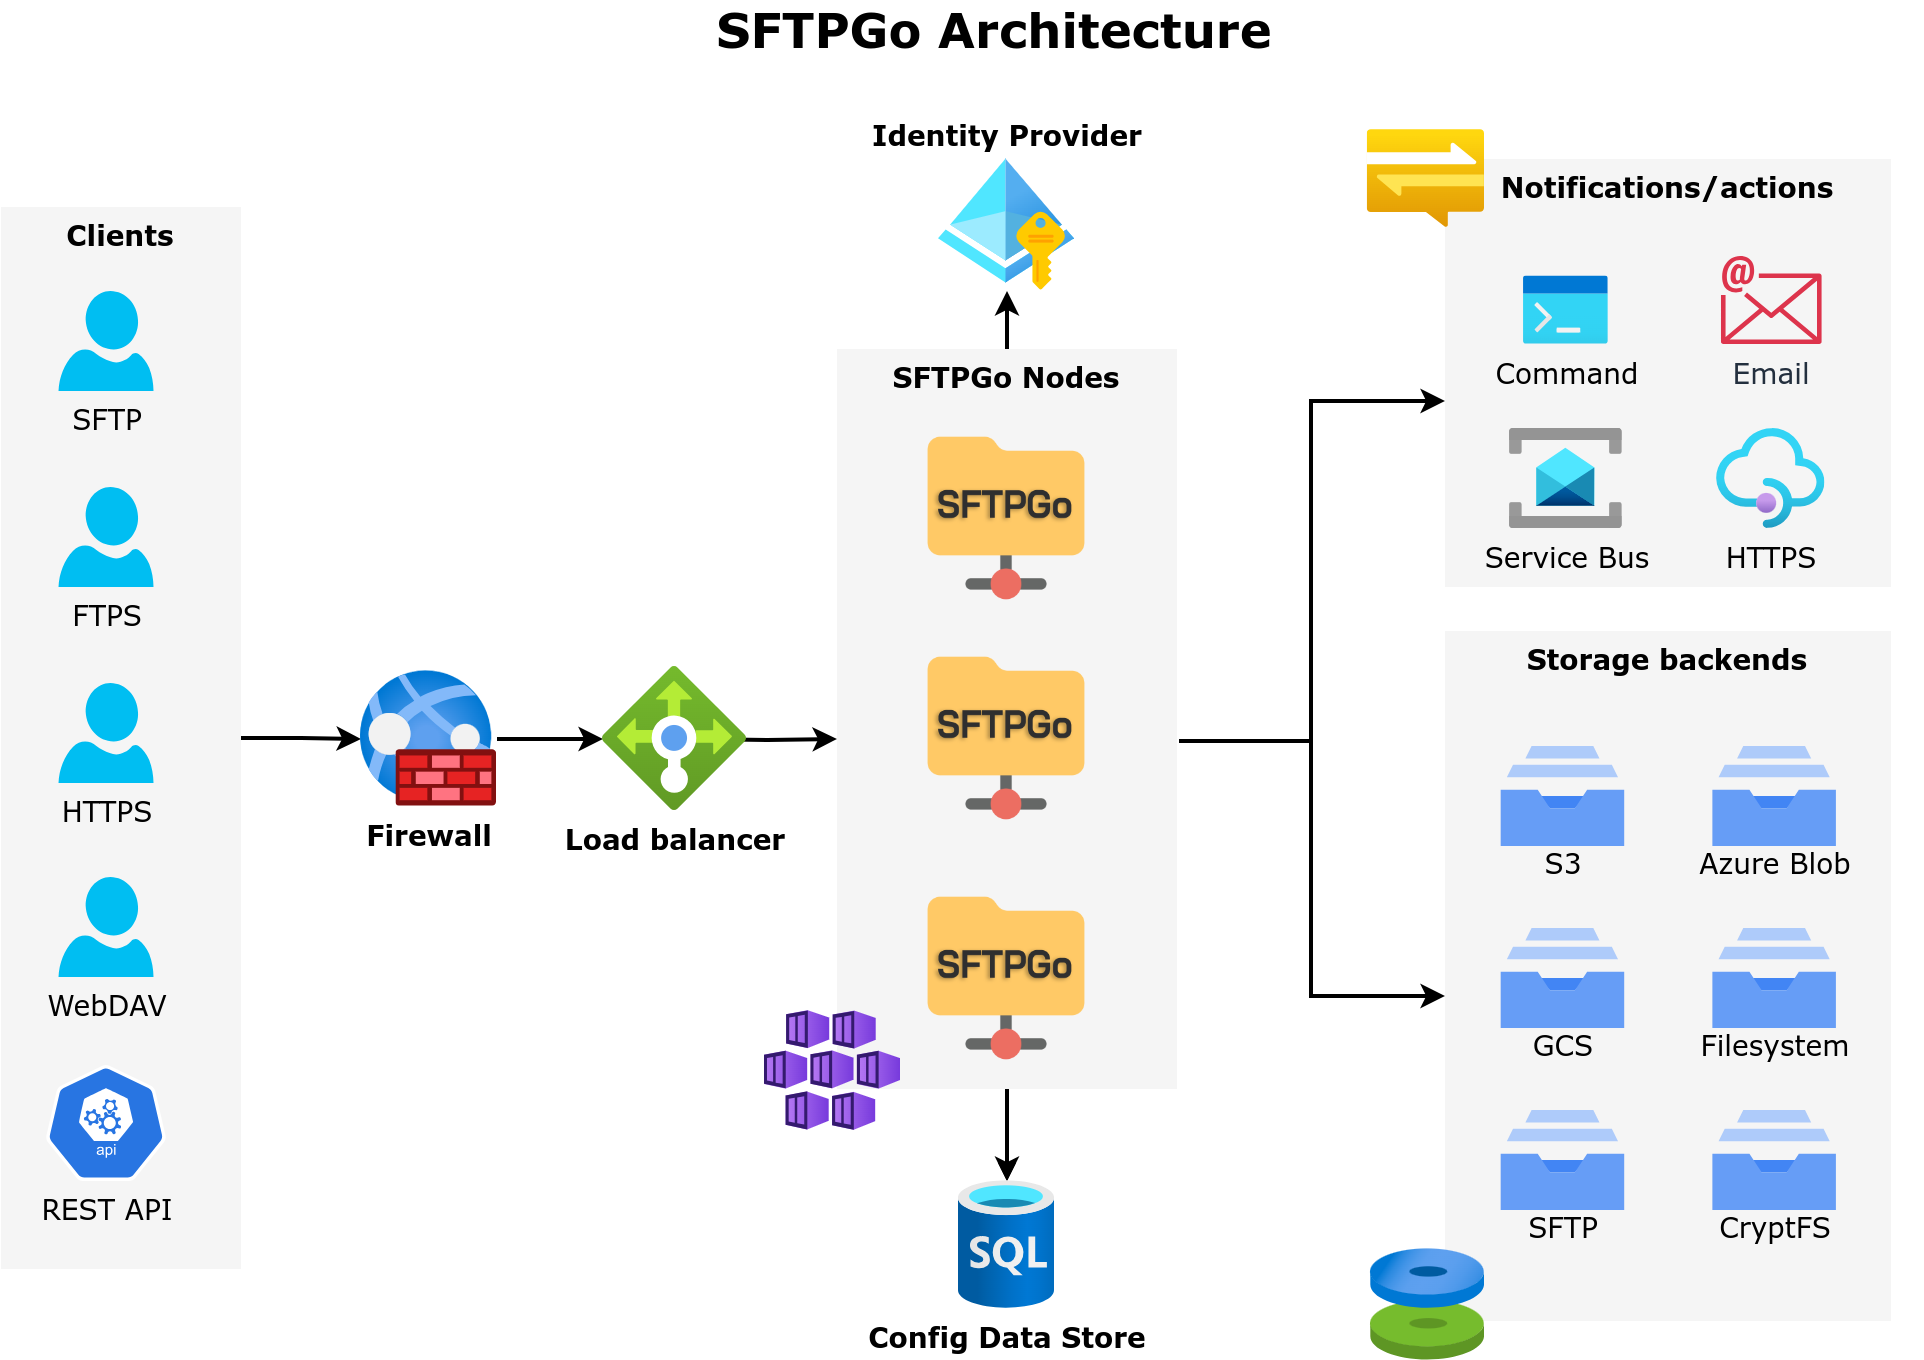 SFTPGo Architecture
Clients
SFTP
FTPS
HTTPS
WebDAV
api
REST API
Firewall
Load balancer
Identity Provider
SFTPGo Nodes
SFTPGo
SFTPGo
SFTPGo
SQL
Config Data Store
Notifications/actions
>_
Command
@
Email
Service Bus
HTTPS
Storage backends
S3
Azure Blob
GCS
Filesystem
SFTP
CryptFS